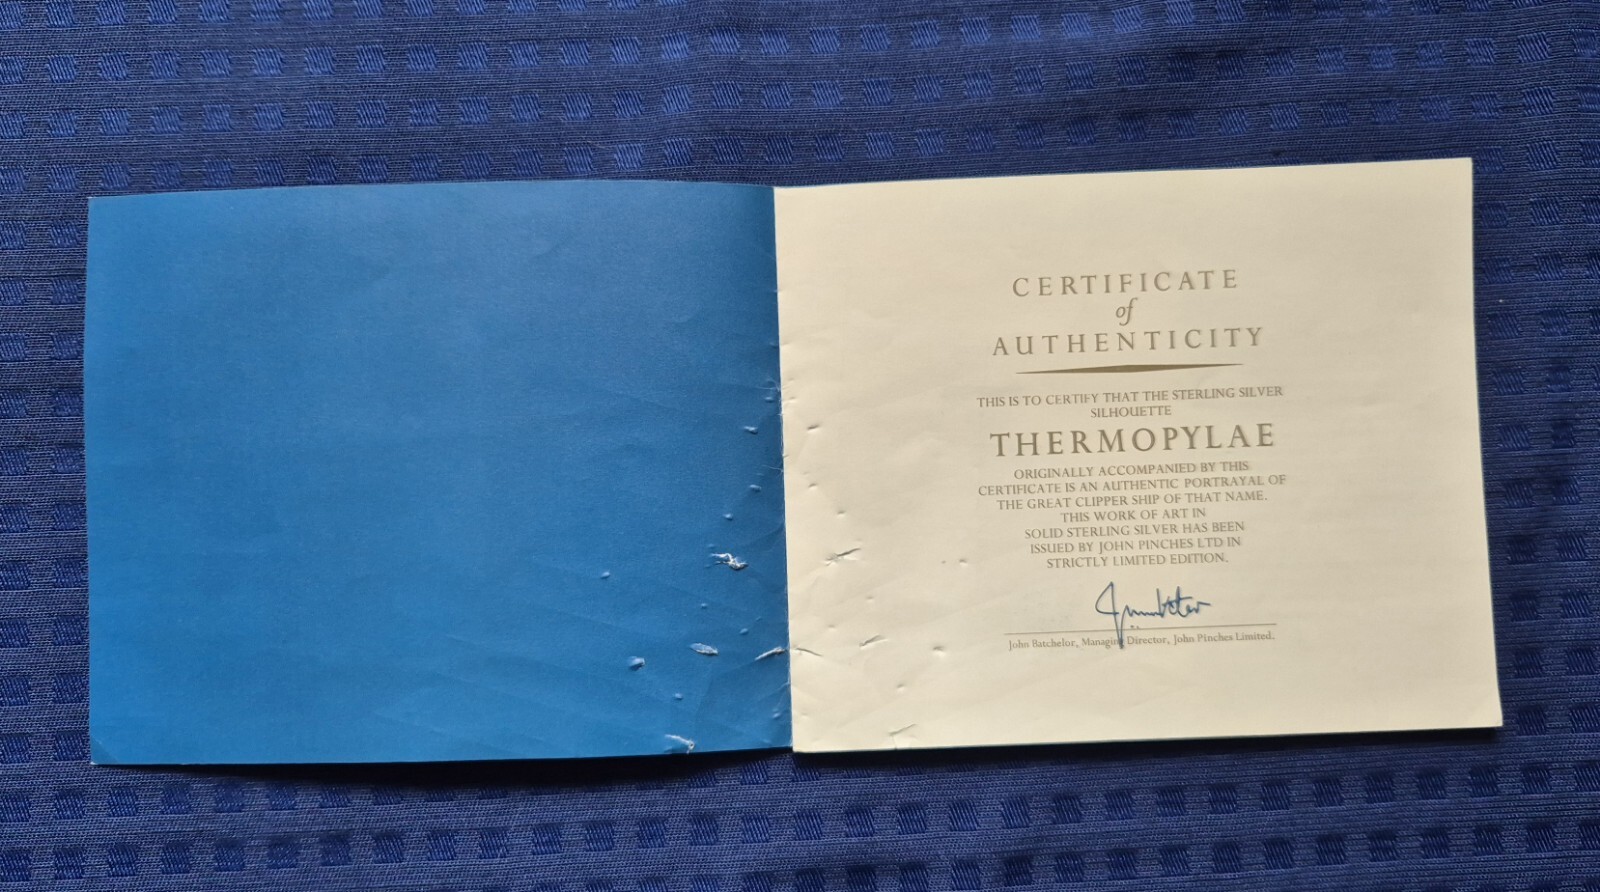 CERTIFICATE
of
AUTHENTICITY
THIS IS TO CERTIFY THAT THE STERLING SILVER
SILHOUETTE
THERMOPYLAE
ORIGINALLY ACCOMPANIED BY THIS
CERTIFICATE IS AN AUTHENTIC PORTRAYAL OF
THE GREAT CLIPPER SHIP OF THAT NAME.
THIS WORK OF ART IN
SOLID STERLING SILVER HAS BEEN
ISSUED BY JOHN PINCHES LTD IN
STRICTLY LIMITED EDITION.
John Batchelor, Managing Director, John Pinches Limited.